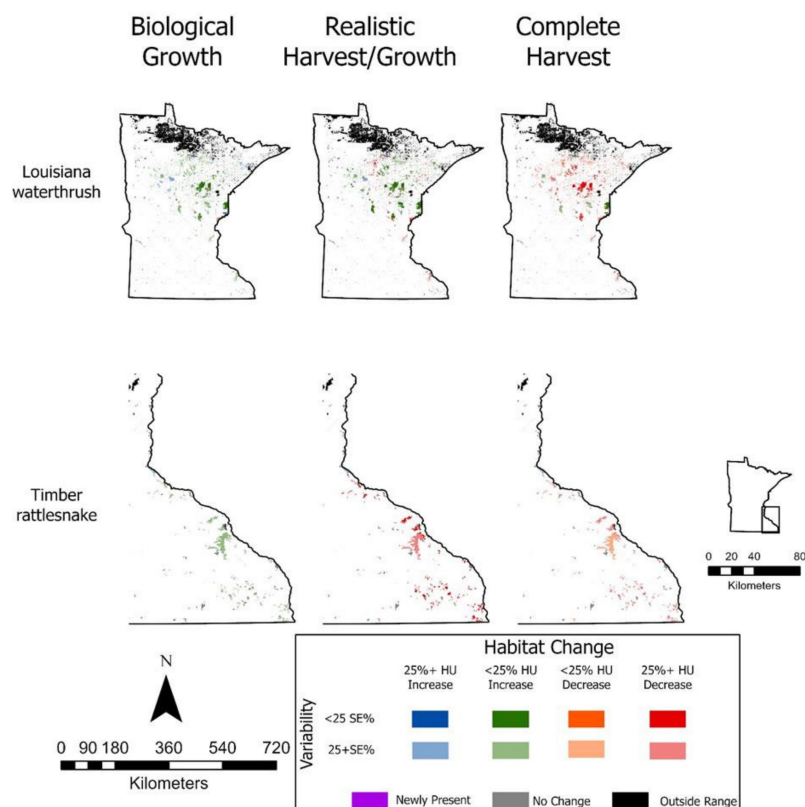 Biological
Growth
Realistic
Harvest/Growth
Complete
Harvest
Louisiana
waterthrush
Timber
rattlesnake
0 10 20 40 80
Kilometers
N
0 90 180 360 540 720
Kilometers
Habitat Change
25%+ HU
Increase
<25% HU
Increase
<25% HU
Decrease
25%+ HU
Decrease
Variability
<25 SE%
25+SE%
Newly Present
No Change
Outside Range